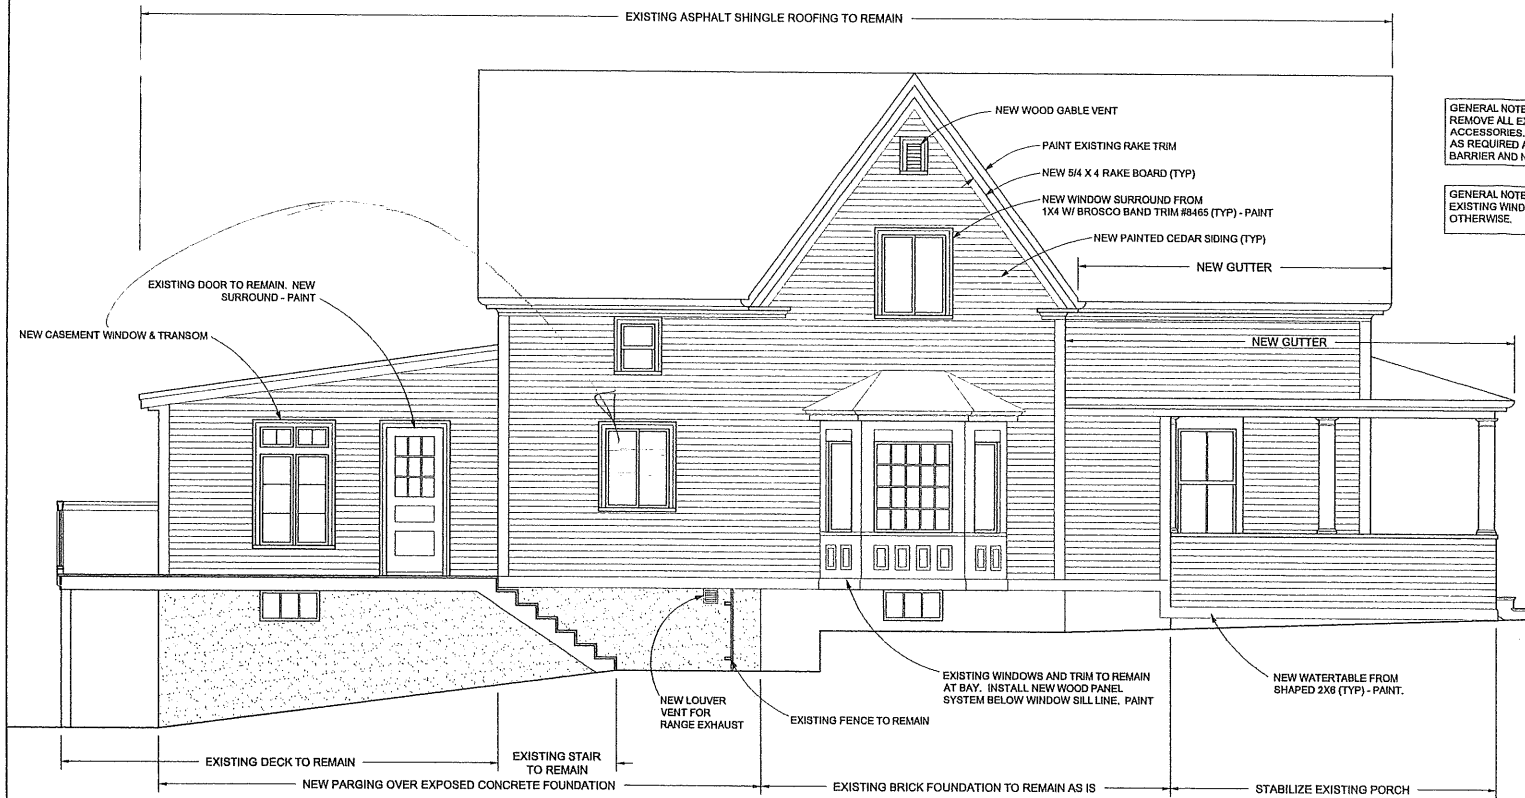 EXISTING ASPHALT SHINGLE ROOFING TO REMAIN
NEW WOOD GABLE VENT
GENERAL NOTE
REMOVE ALL
ACCESSORIES.
AS REQUIRED
BARRIER AND
PAINT EXISTING RAKE TRIM
NEW 5/4 X 4 RAKE BOARD (TYP)
NEW WINDOW SURROUND FROM
1X4 W/ BROSCO BAND TRIM #8465 (TYP) - PAINT
GENERAL NOTE
EXISTING WIND
OTHERWISE.
NEW PAINTED CEDAR SIDING (TYP)
NEW GUTTER
EXISTING DOOR TO REMAIN. NEW
SURROUND - PAINT
NEW CASEMENT WINDOW & TRANSOM
NEW GUTTER
EXISTING WINDOWS AND TRIM TO REMAIN
AT BAY. INSTALL NEW WOOD PANEL
SYSTEM BELOW WINDOW SILL LINE. PAINT
NEW WATERTABLE FROM
SHAPED 2X6 (TYP) - PAINT.
NEW LOUVER
VENT FOR
RANGE EXHAUST
EXISTING FENCE TO REMAIN
EXISTING DECK TO REMAIN
EXISTING STAIR
TO REMAIN
NEW PARGING OVER EXPOSED CONCRETE FOUNDATION
EXISTING BRICK FOUNDATION TO REMAIN AS IS
STABILIZE EXISTING PORCH